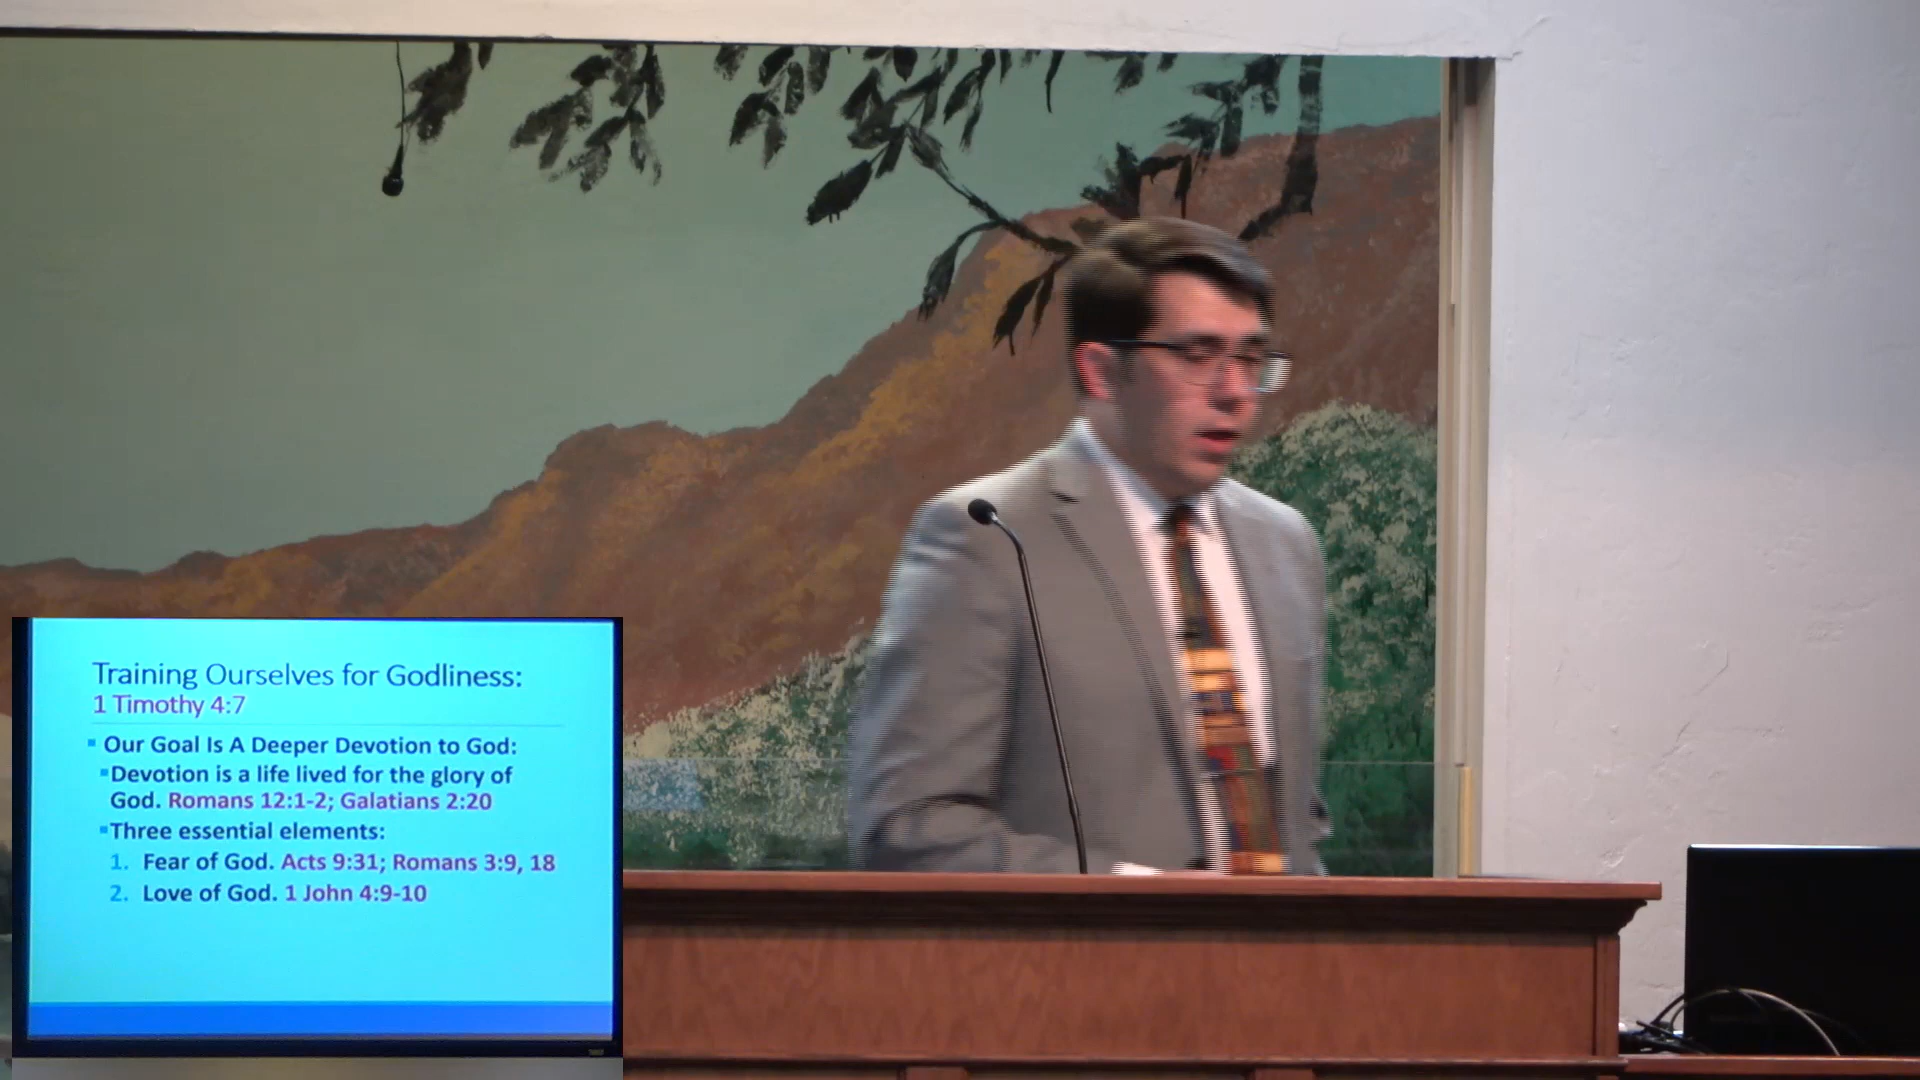 Training Ourselves for Godliness:
1 Timothy 4:7
Our Goal Is A Deeper Devotion to God:
Devotion is a life lived for the glory of
God. Romans 12:1-2; Galatians 2:20
Three essential elements:
1. Fear of God. Acts 9:31; Romans 3:9, 18
2. Love of God. 1 John 4:9-10